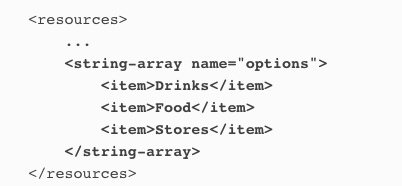 <resources>
...
<string-array name="options">
<item>Drinks</item>
<item>Food</item>
<item>Stores</item>
</string-array>
</resources>